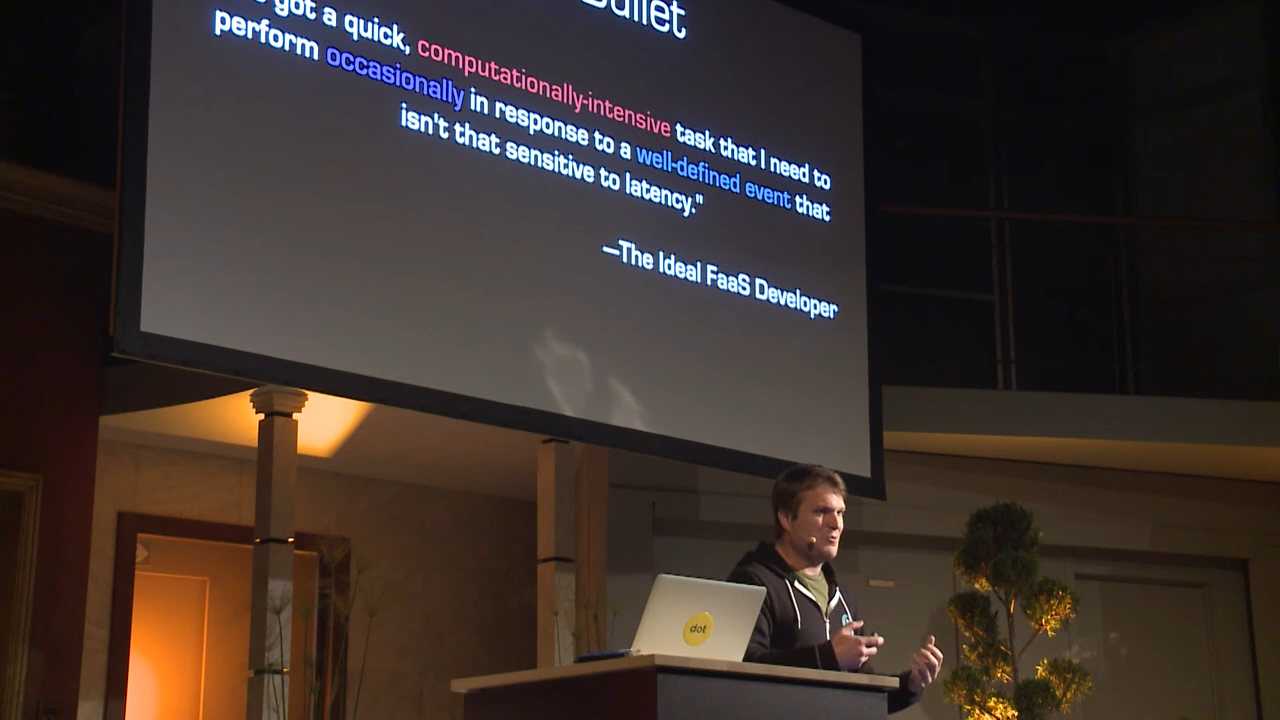 Bullet
got a quick, computationally-intensive task that I need to
perform occasionally in response to a well-defined event that
isn't that sensitive to latency."
—The Ideal FaaS Developer
dot